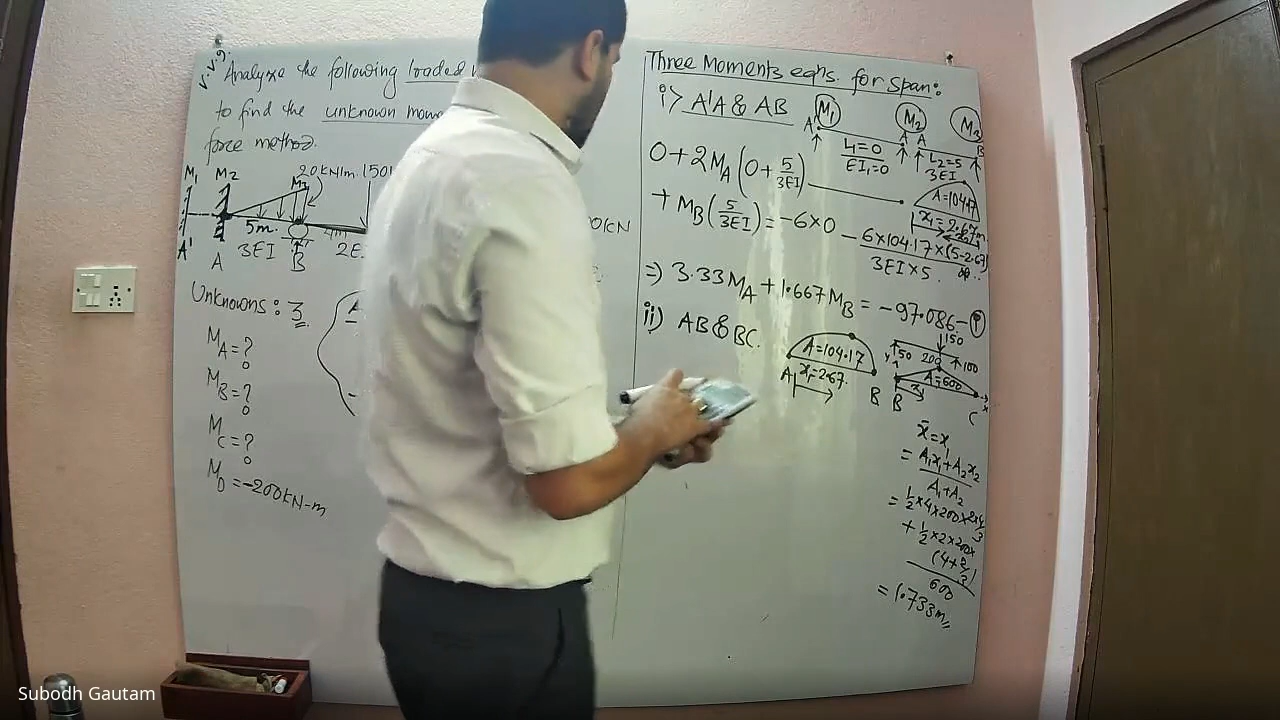 V.V.g. Analyse the following loaded
to find the unknown
force method.
M₁ M₂ M₃ 20kN/m. 150
5m.
3EI 2E
A' A B
0kN
Unknowns : 3
MA = ?
MB = ?
MC = ?
MD = -200kN-m
Three Moments eqns. for Span:
i> A'A & AB
M₁ M₂ M₃
A' A A B
L₁=0
EI₁=0
L₂=5
3EI
0 + 2MA (0 + 5/3EI)
+ MB (5/3EI) = -6×0 - 6×104.17×(5-2.67)/3EI×5
A=104.17
x₁=2.67m
=> 3.33MA + 1.667MB = -97.086 - (i)
ii) AB & BC.
A=104.17
A x₁=2.67. B
150
50 200 100
A=600
B C
x̄ = x₁
= A₁x₁+A₂x₂/A₁+A₂
= ½×4×200×2×4/3
+ ½×2×200×
(4+2/3)
600
= 1.733m
Subodh Gautam